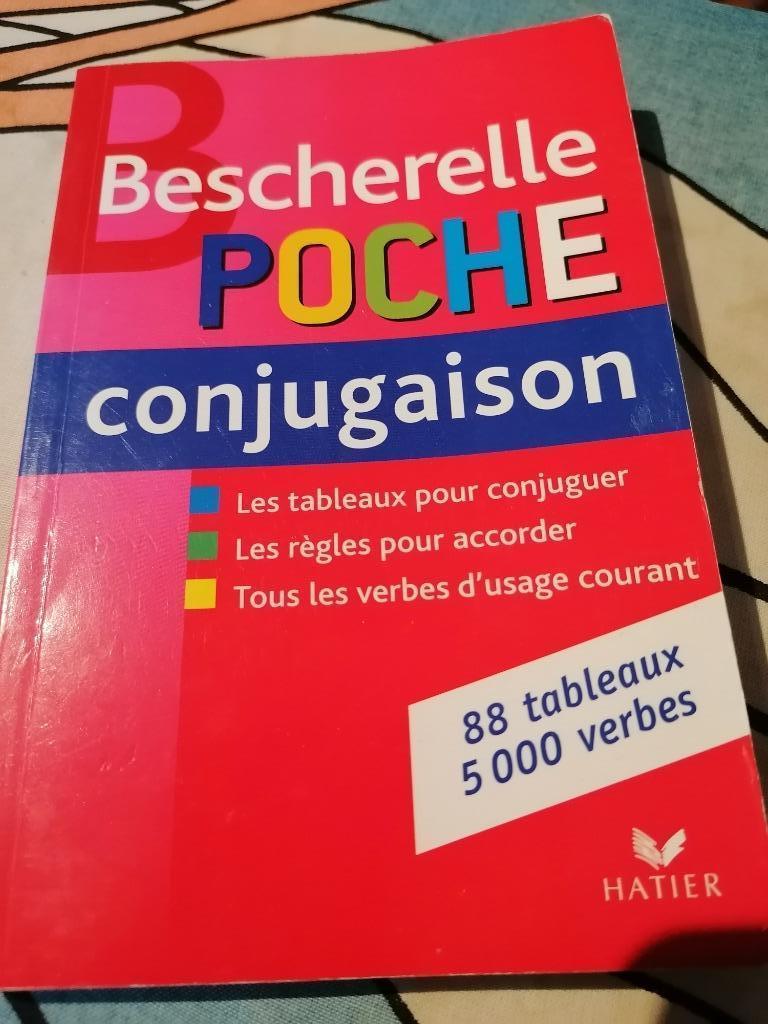 B
Bescherelle
POCHE
conjugaison
Les tableaux pour conjuguer
Les règles pour accorder
Tous les verbes d'usage courant
88 tableaux
5 000 verbes
HATIER